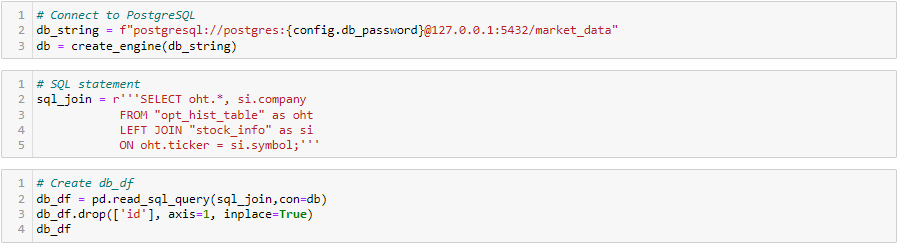 1 # Connect to PostgreSQL
2 db_string = f"postgresql://postgres:{config.db_password}@127.0.0.1:5432/market_data"
3 db = create_engine(db_string)
1 # SQL statement
2 sql_join = r'''SELECT oht.*, si.company
3 FROM "opt_hist_table" as oht
4 LEFT JOIN "stock_info" as si
5 ON oht.ticker = si.symbol;'''
1 # Create db_df
2 db_df = pd.read_sql_query(sql_join,con=db)
3 db_df.drop(['id'], axis=1, inplace=True)
4 db_df